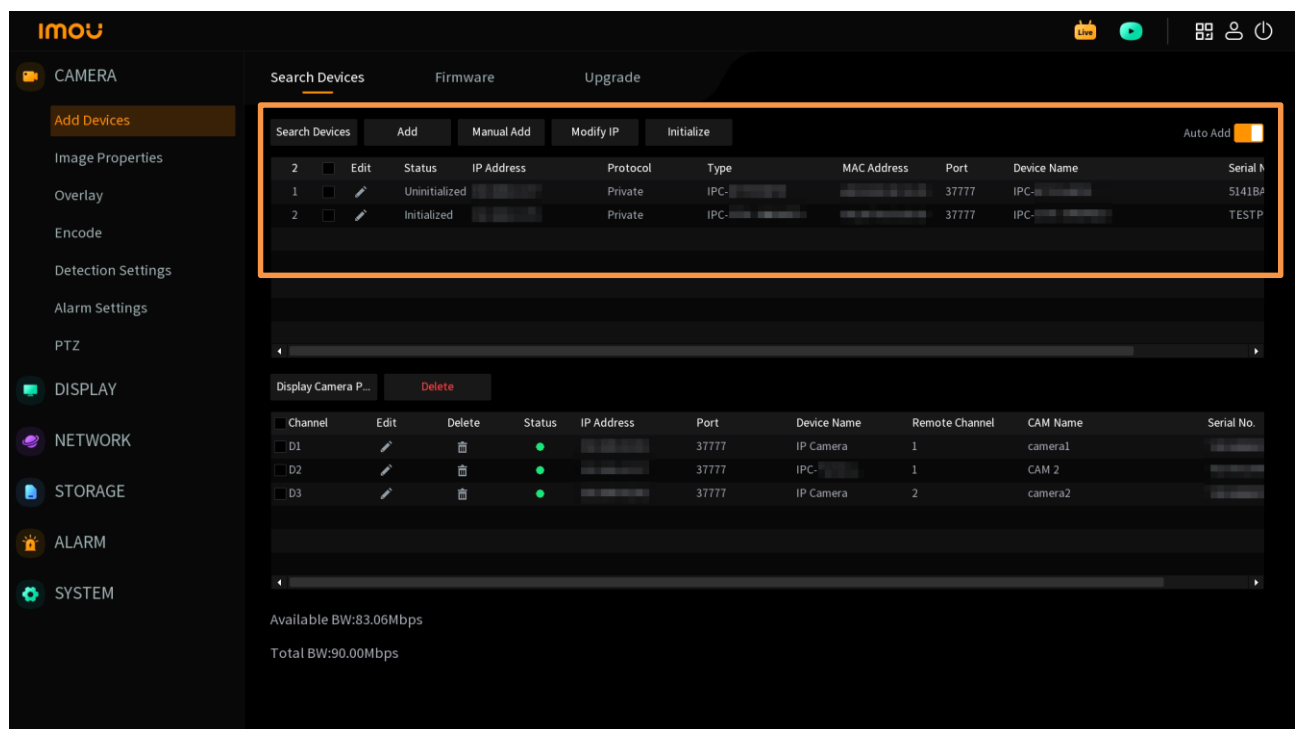 imou
Live
CAMERA
Search Devices Firmware Upgrade
Add Devices
Search Devices Add Manual Add Modify IP Initialize Auto Add
Image Properties
2 Edit Status IP Address Protocol Type MAC Address Port Device Name Serial
1 Uninitialized Private IPC- 37777 IPC- 5141BA
Overlay
2 Initialized Private IPC- 37777 IPC- TESTP
Encode
Detection Settings
Alarm Settings
PTZ
DISPLAY
Display Camera P... Delete
Channel Edit Delete Status IP Address Port Device Name Remote Channel CAM Name Serial No.
NETWORK
D1 37777 IP Camera 1 camera1
D2 37777 IPC- 1 CAM 2
STORAGE
D3 37777 IP Camera 2 camera2
ALARM
SYSTEM
Available BW:83.06Mbps
Total BW:90.00Mbps